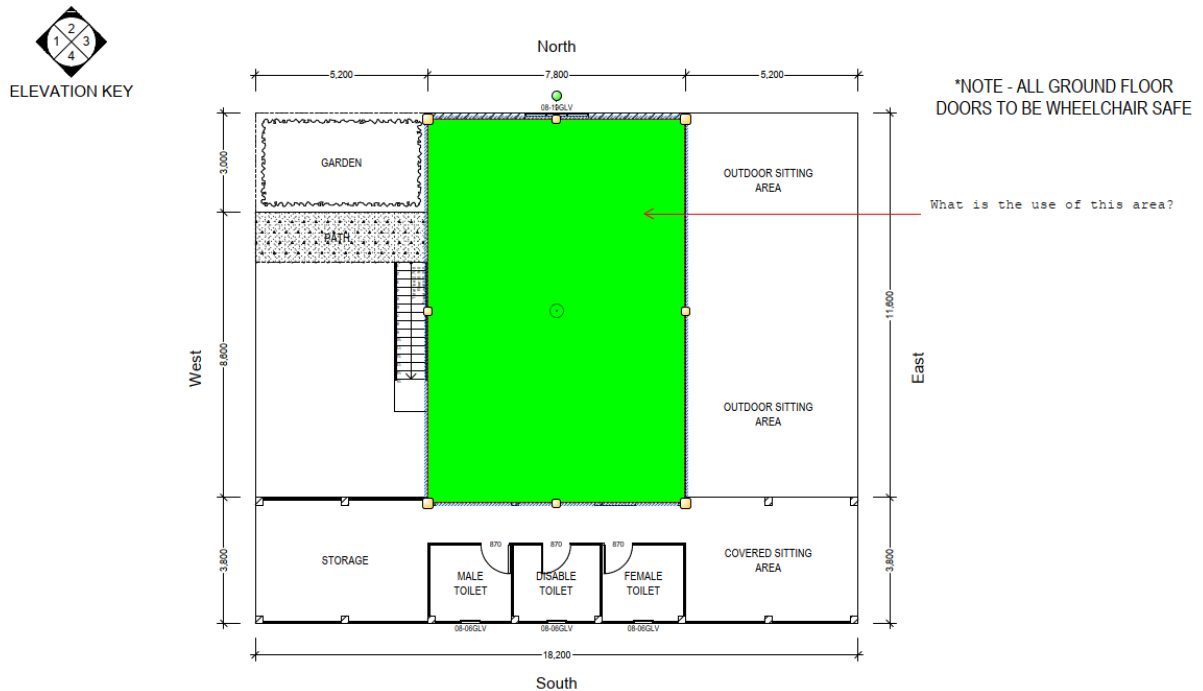 North
2
1
3
4
ELEVATION KEY
5,200
7,800
5,200
*NOTE - ALL GROUND FLOOR
DOORS TO BE WHEELCHAIR SAFE
08-19GLV
3,000
GARDEN
OUTDOOR SITTING
AREA
What is the use of this area?
PATH
11,600
West
8,600
East
OUTDOOR SITTING
AREA
3,800
STORAGE
870
870
870
MALE
TOILET
DISABLE
TOILET
FEMALE
TOILET
COVERED SITTING
AREA
3,800
08-06GLV
08-06GLV
08-06GLV
18,200
South